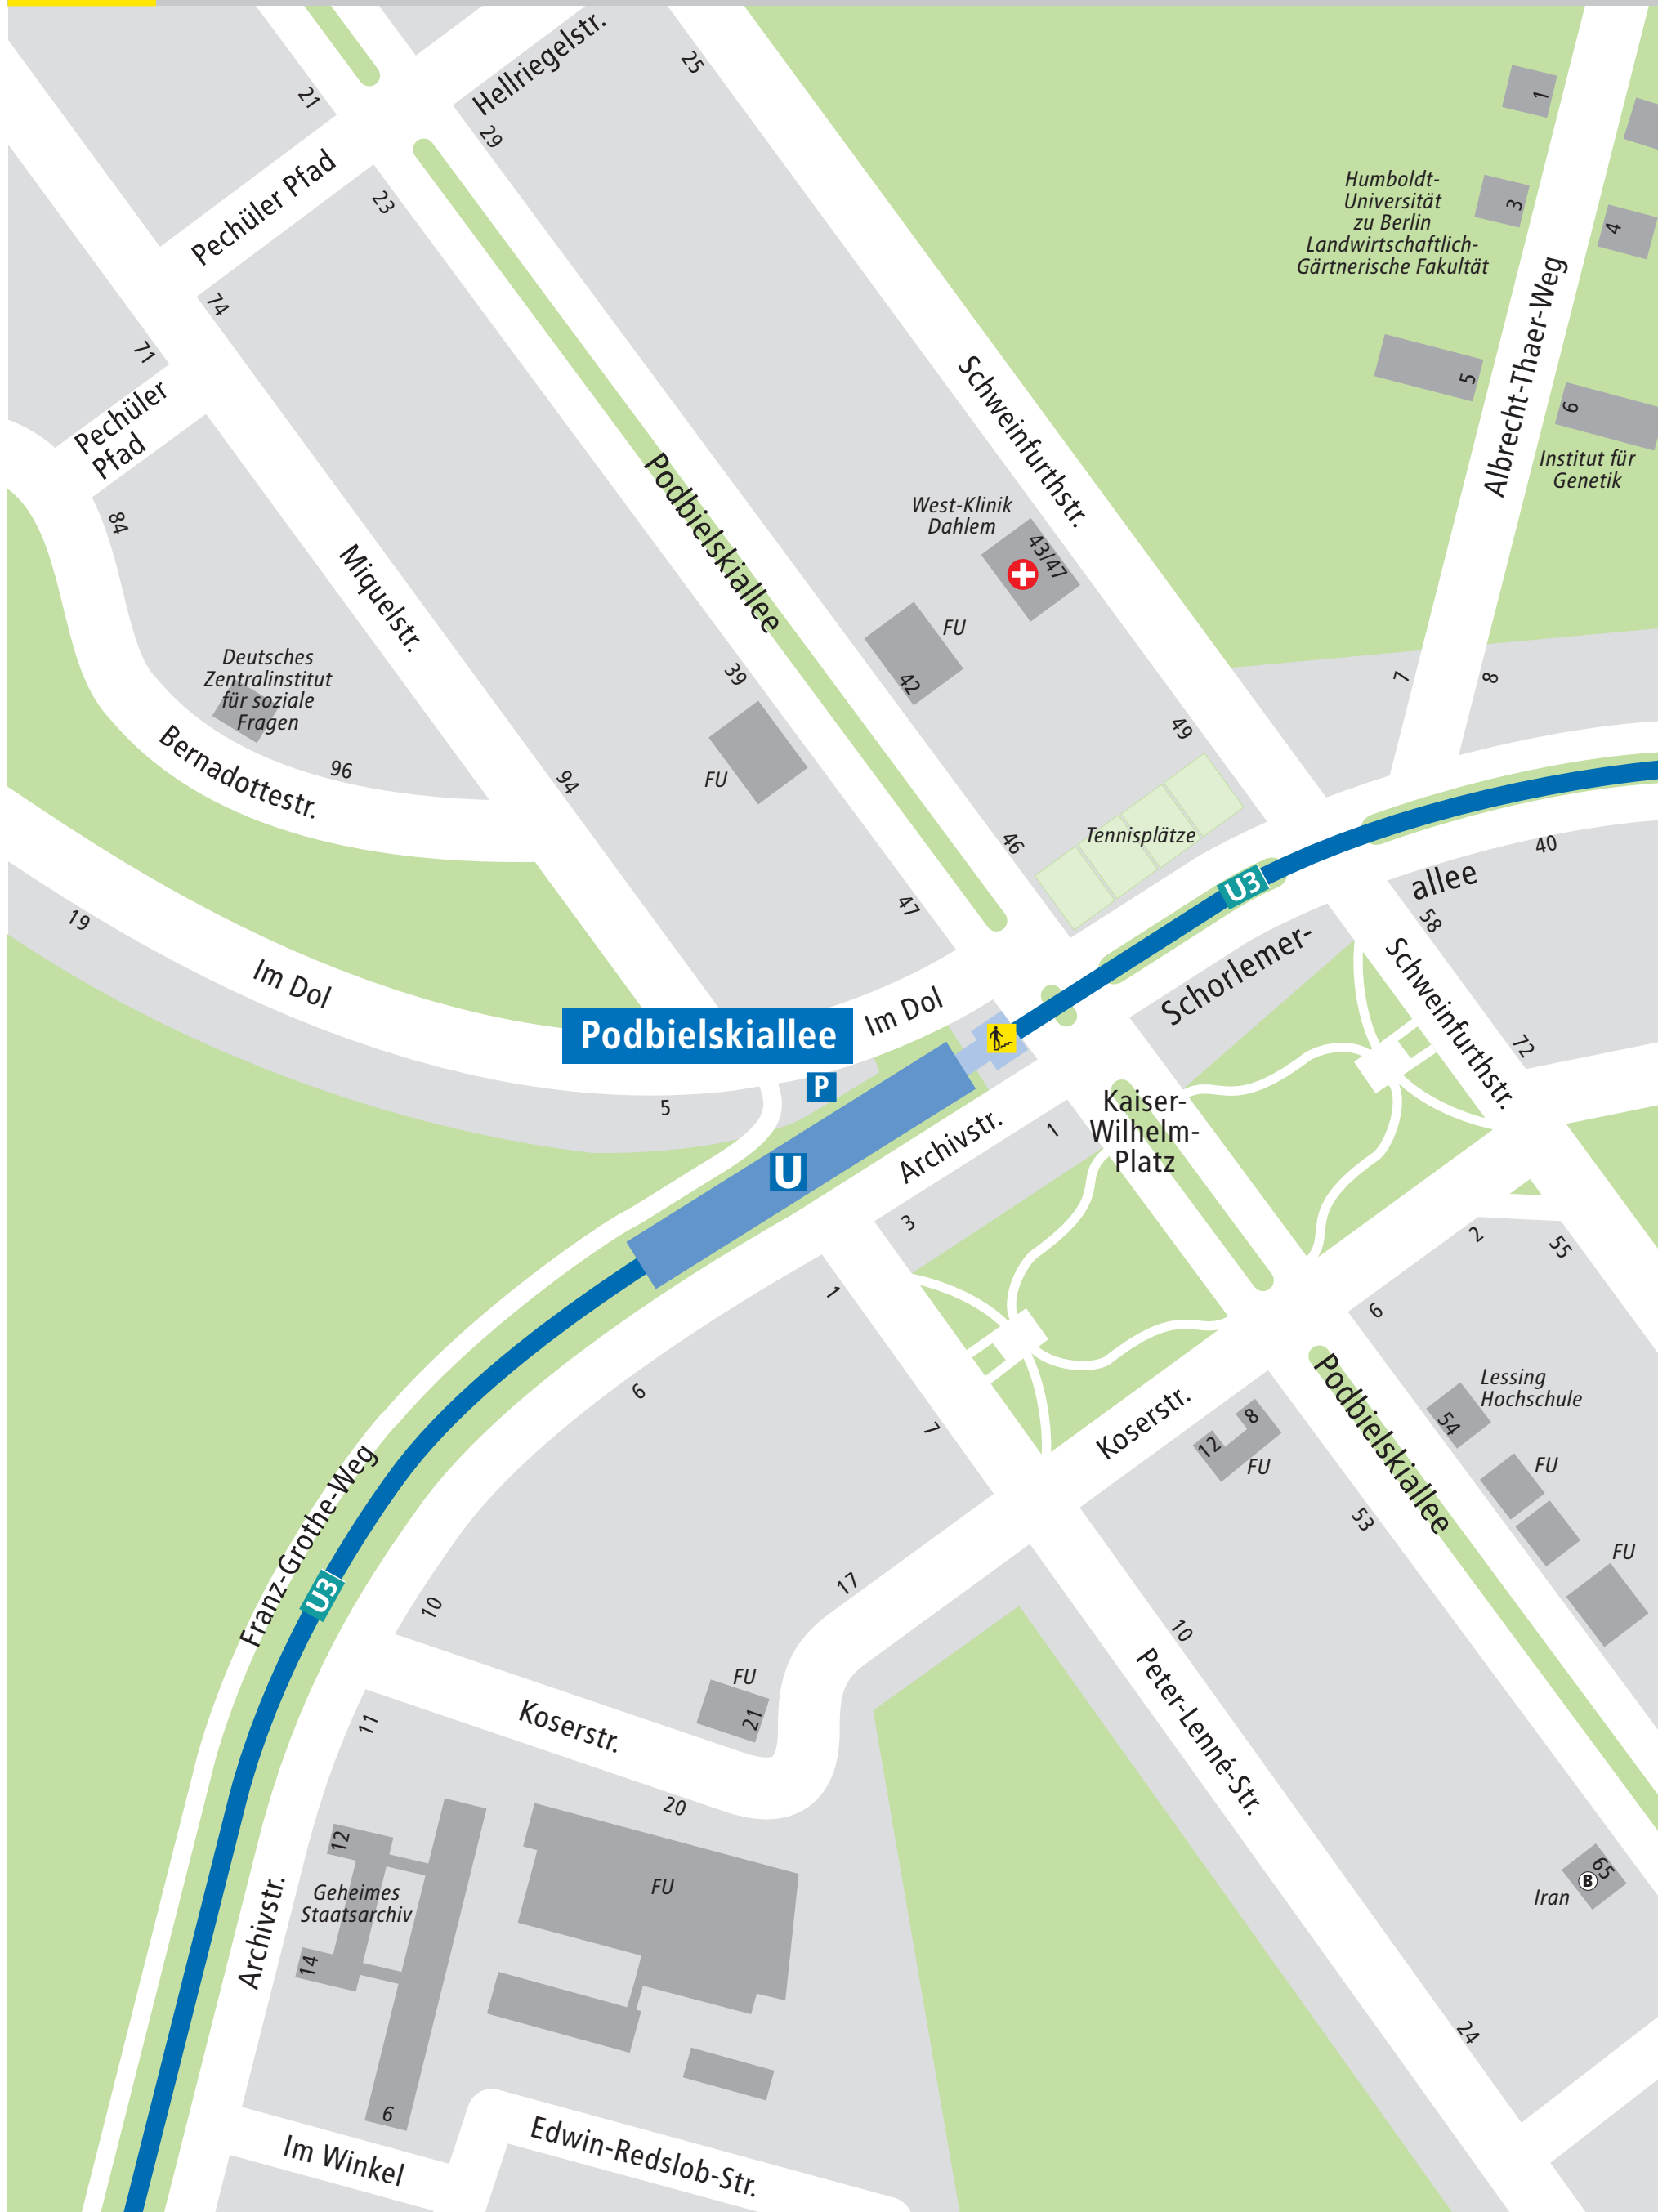 Hellriegelstr.
25
21
29
1
Pechüler Pfad
23
Humboldt-
Universität
zu Berlin
Landwirtschaftlich-
Gärtnerische Fakultät
3
4
74
71
Pechüler
Pfad
Albrecht-Thaer-Weg
5
6
Institut für
Genetik
Schweinfurthstr.
Podbielskiallee
West-Klinik
Dahlem
43/47
84
Miquelstr.
FU
42
Deutsches
Zentralinstitut
für soziale
Fragen
39
7
8
49
Bernadottestr.
96
94
FU
46
Tennisplätze
40
U3
allee
58
47
19
Im Dol
Schorlemer-
Schweinfurthstr.
Podbielskiallee
Im Dol
72
P
5
Kaiser-
Wilhelm-
Platz
1
Archivstr.
U
3
2
55
1
6
6
Podbielskiallee
Lessing
Hochschule
54
7
Koserstr.
8
12
FU
FU
53
Franz-Grothe-Weg
U3
FU
17
10
10
FU
21
Peter-Lenné-Str.
Koserstr.
11
20
12
Geheimes
Staatsarchiv
14
FU
65
B
Iran
Archivstr.
24
6
Im Winkel
Edwin-Redslob-Str.